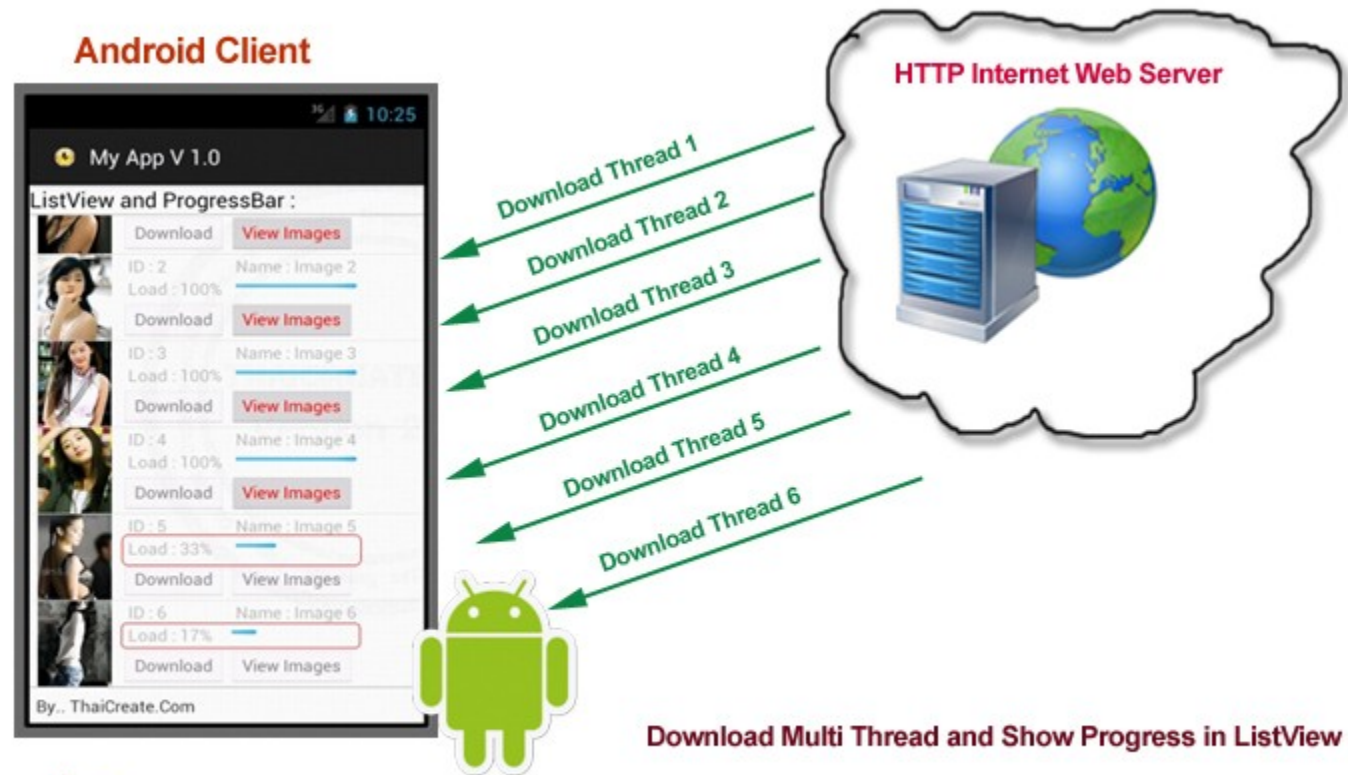 Android Client
HTTP Internet Web Server
3G 10:25
My App V 1.0
ListView and ProgressBar :
Download View Images
ID : 2 Name : Image 2
Load : 100%
Download View Images
ID : 3 Name : Image 3
Load : 100%
Download View Images
ID : 4 Name : Image 4
Load : 100%
Download View Images
ID : 5 Name : Image 5
Load : 33%
Download View Images
ID : 6 Name : Image 6
Load : 17%
Download View Images
By.. ThaiCreate.Com
Download Thread 1
Download Thread 2
Download Thread 3
Download Thread 4
Download Thread 5
Download Thread 6
Download Multi Thread and Show Progress in ListView